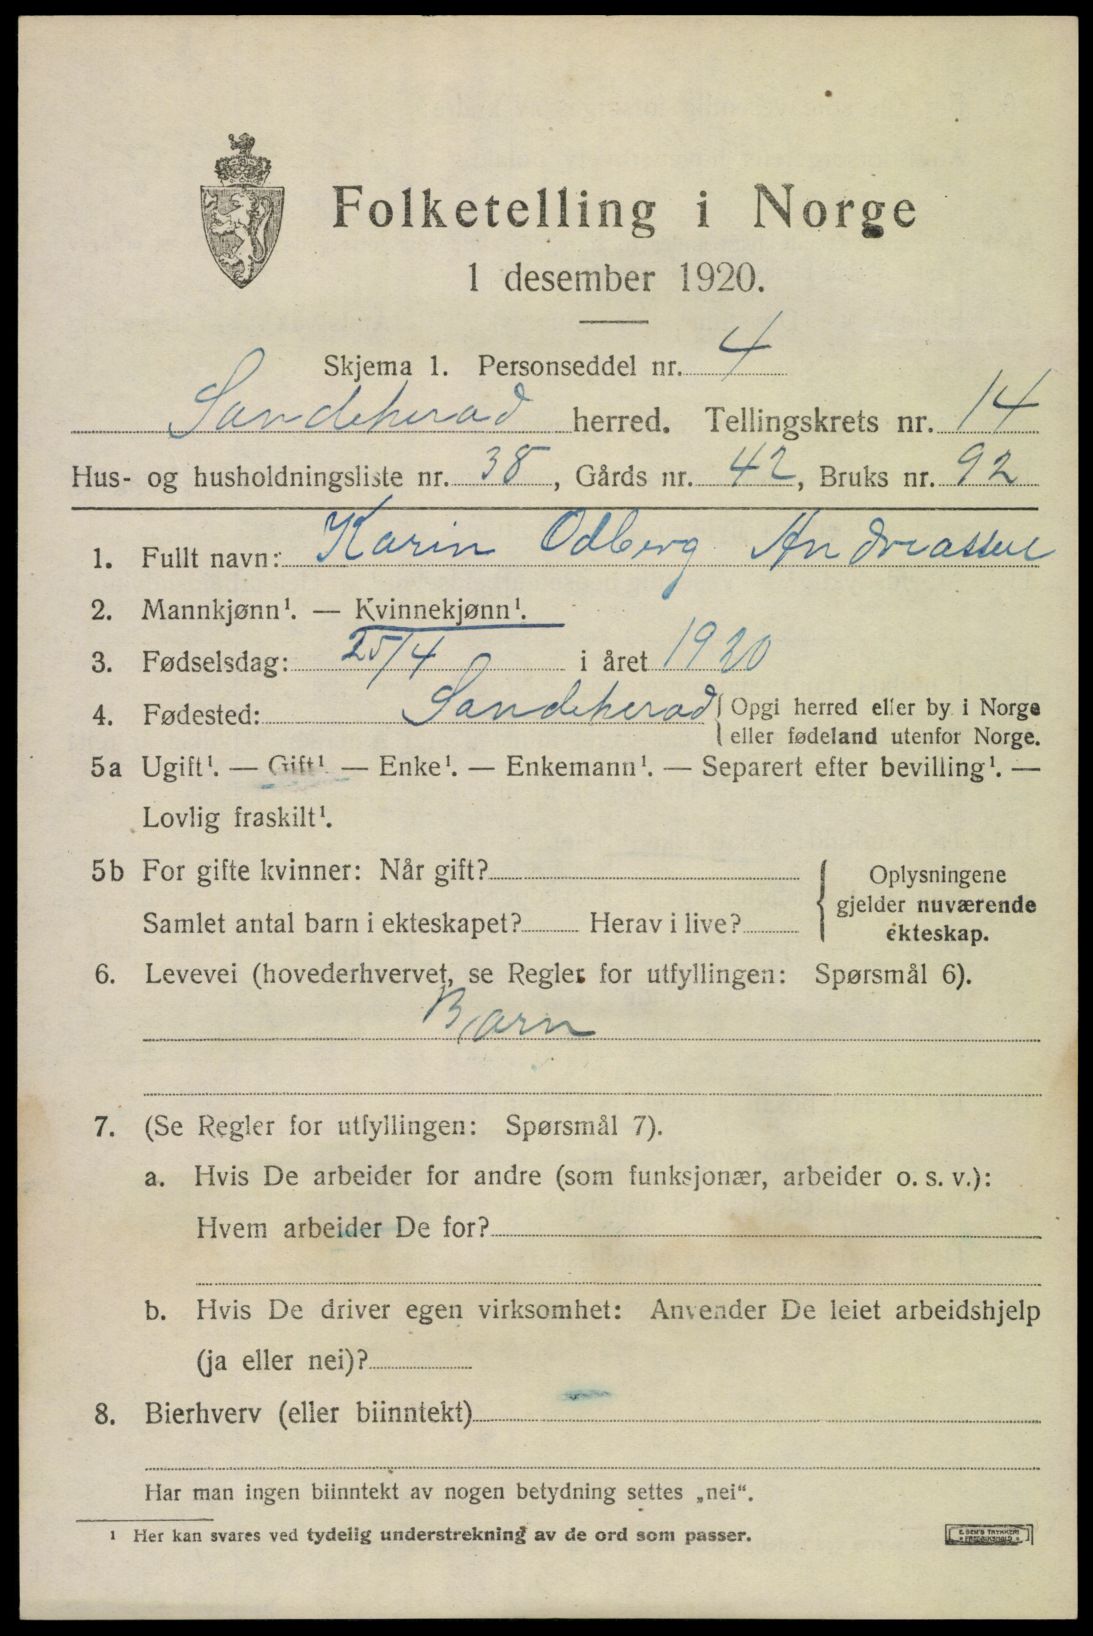 Folketelling i Norge
1 desember 1920.
Skjema 1. Personseddel nr. 4
Sandeherad herred. Tellingskrets nr. 14
Hus- og husholdningsliste nr. 38, Gårds nr. 42, Bruks nr. 92
1. Fullt navn: Karin Odberg Andreassen
2. Mannkjønn¹. — Kvinnekjønn¹.
3. Fødselsdag: 25/4 i året 1920
4. Fødested: Sandeherad { Opgi herred eller by i Norge
eller fødeland utenfor Norge.
5a Ugift¹. — Gift¹ — Enke¹. — Enkemann¹. — Separert efter bevilling¹. —
Lovlig fraskilt¹.
5b For gifte kvinner: Når gift?
Samlet antal barn i ekteskapet? Herav i live?
{ Oplysningene
gjelder nuværende
ekteskap.
6. Levevei (hovederhvervet, se Regler for utfyllingen: Spørsmål 6).
Barn
7. (Se Regler for utfyllingen: Spørsmål 7).
a. Hvis De arbeider for andre (som funksjonær, arbeider o. s. v.):
Hvem arbeider De for?
b. Hvis De driver egen virksomhet: Anvender De leiet arbeidshjelp
(ja eller nei)?
8. Bierhverv (eller biinntekt)
Har man ingen biinntekt av nogen betydning settes „nei“.
¹ Her kan svares ved tydelig understrekning av de ord som passer.
E. SEM'S TRYKKERI
FREDRIKSHALD